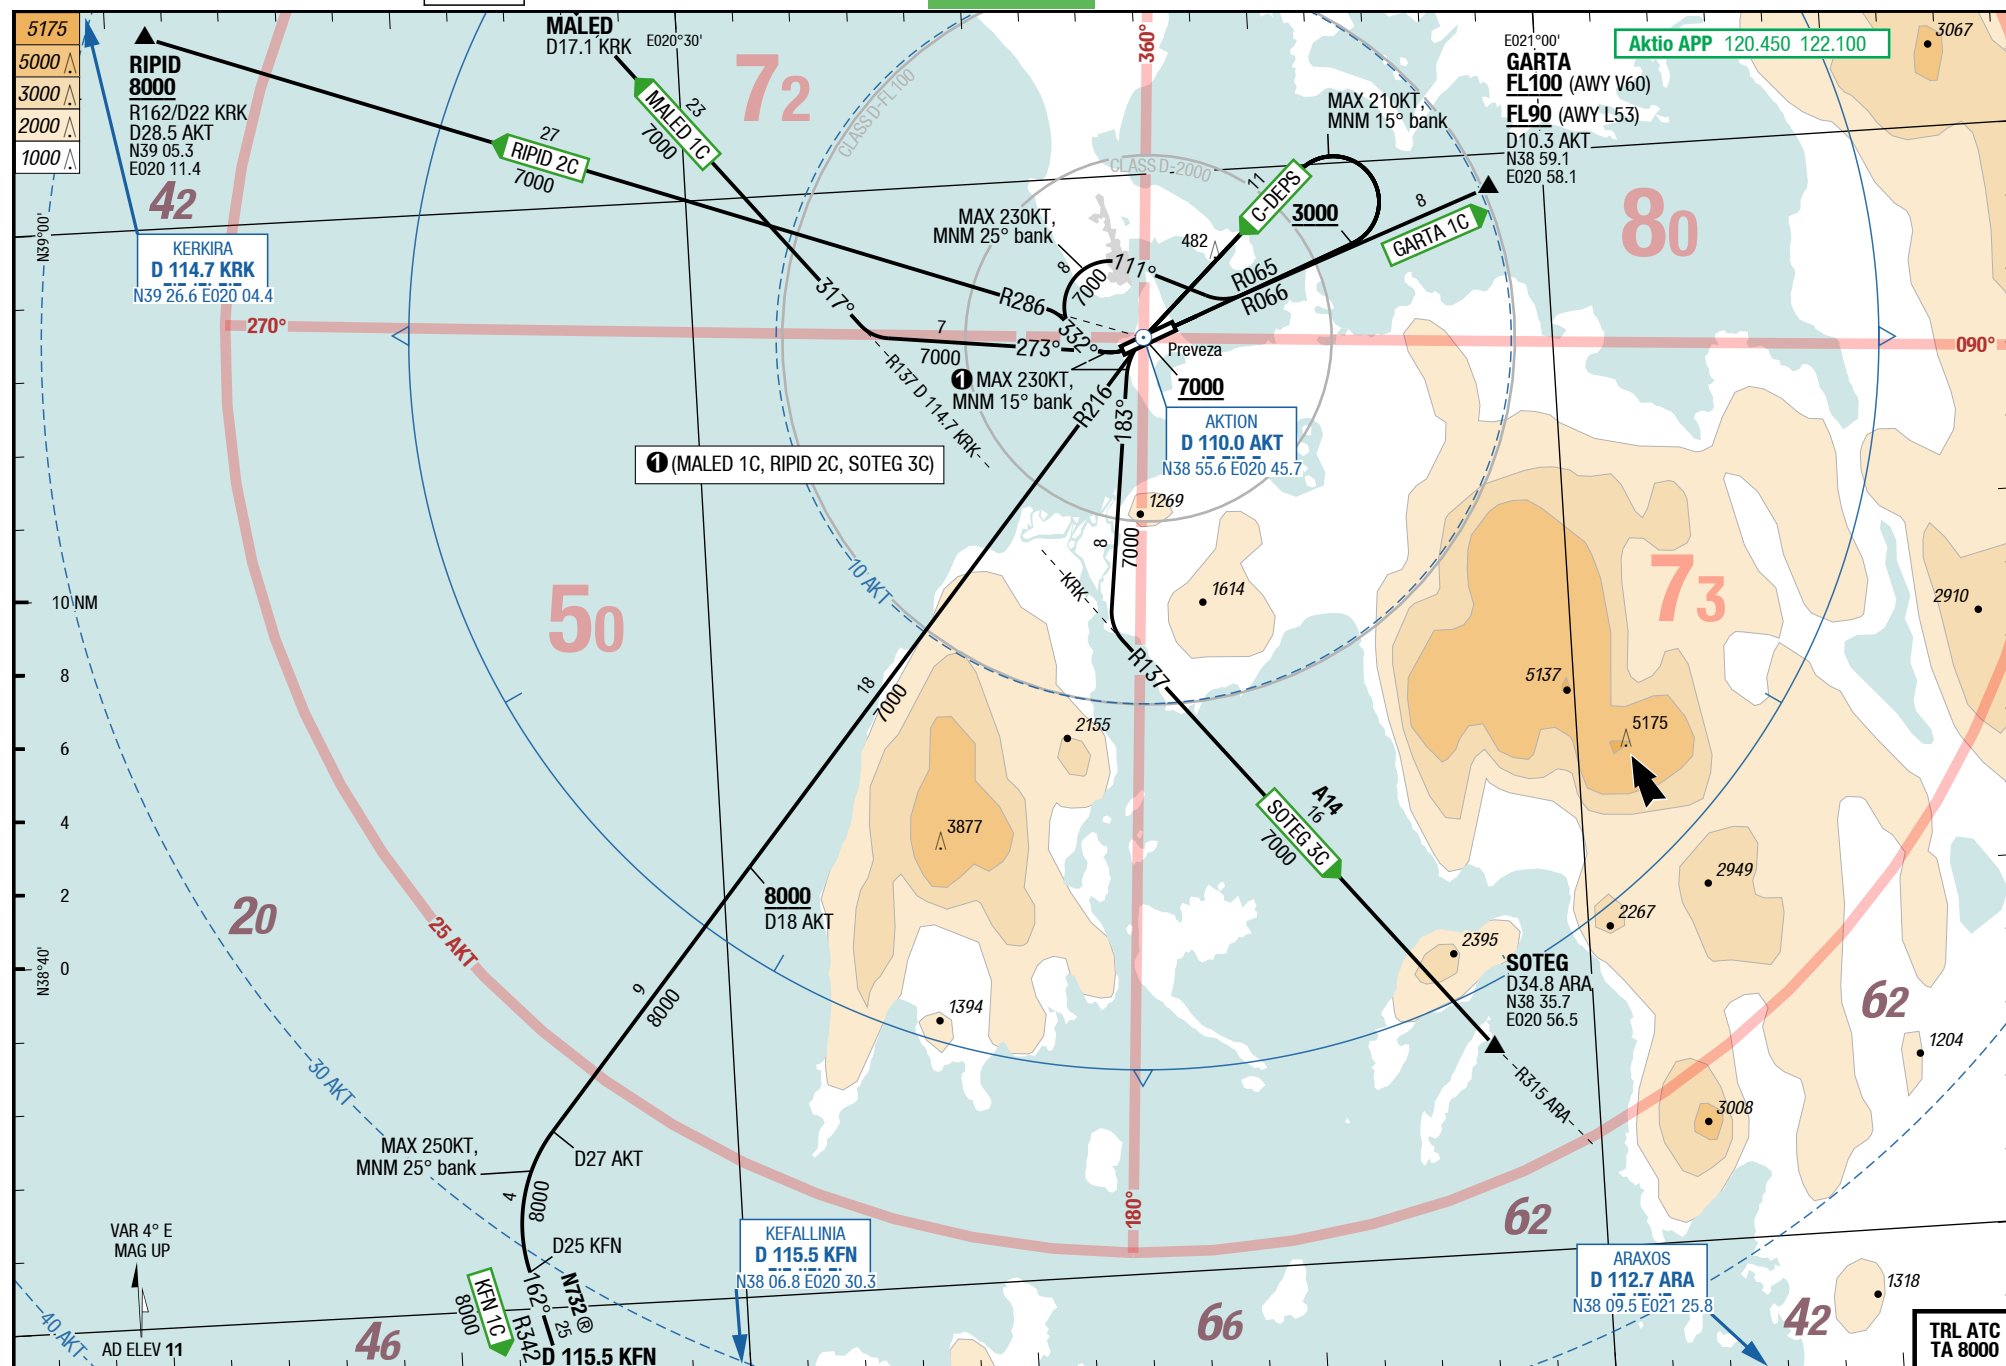 5175
5000
3000
2000
1000
RIPID
8000
R162/D22 KRK
D28.5 AKT
N39 05.3
E020 11.4
42
N39°00'
KERKIRA
D 114.7 KRK
N39 26.6 E020 04.4
MALED
D17.1 KRK
E020°30'
72
CLASS D-FL100
23
MALED 1C
7000
27
RIPID 2C
7000
360°
CLASS D-2000
MAX 210KT,
MNM 15° bank
E021°00'
GARTA
FL100 (AWY V60)
FL90 (AWY L53)
D10.3 AKT
N38 59.1
E020 58.1
Aktio APP 120.450 122.100
3067
80
11
C-DEPS
3000
8
GARTA 1C
MAX 230KT,
MNM 25° bank
482
8
7000
111°
R065
R066
R286
332°
317°
270°
7
7000
273°
Preveza
090°
❶ MAX 230KT,
MNM 15° bank
R137 D 114.7 KRK
R216
183°
7000
AKTION
D 110.0 AKT
N38 55.6 E020 45.7
❶ (MALED 1C, RIPID 2C, SOTEG 3C)
1269
10 AKT
KRK
8
7000
1614
50
73
2910
10 NM
8
6
4
2
0
N38°40'
R137
18
7000
2155
5137
5175
3877
A14
16
SOTEG 3C
7000
8000
D18 AKT
2949
2267
2395
20
25 AKT
SOTEG
D34.8 ARA
N38 35.7
E020 56.5
62
1394
9
8000
1204
30 AKT
R315 ARA
3008
MAX 250KT,
MNM 25° bank
D27 AKT
4
8000
180°
62
VAR 4° E
MAG UP
D25 KFN
KEFALLINIA
D 115.5 KFN
N38 06.8 E020 30.3
ARAXOS
D 112.7 ARA
N38 09.5 E021 25.8
1318
40 AKT
AD ELEV 11
46
KFN 1C
8000
162°
R342
N732®
25
D 115.5 KFN
66
42
TRL ATC
TA 8000